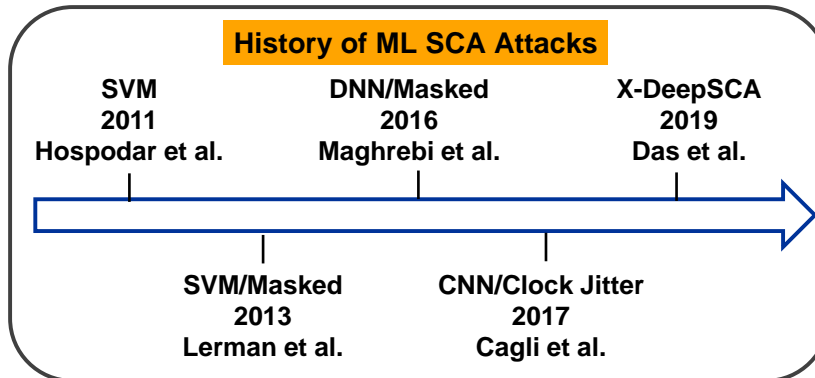 History of ML SCA Attacks
SVM
2011
Hospodar et al.
DNN/Masked
2016
Maghrebi et al.
X-DeepSCA
2019
Das et al.
SVM/Masked
2013
Lerman et al.
CNN/Clock Jitter
2017
Cagli et al.